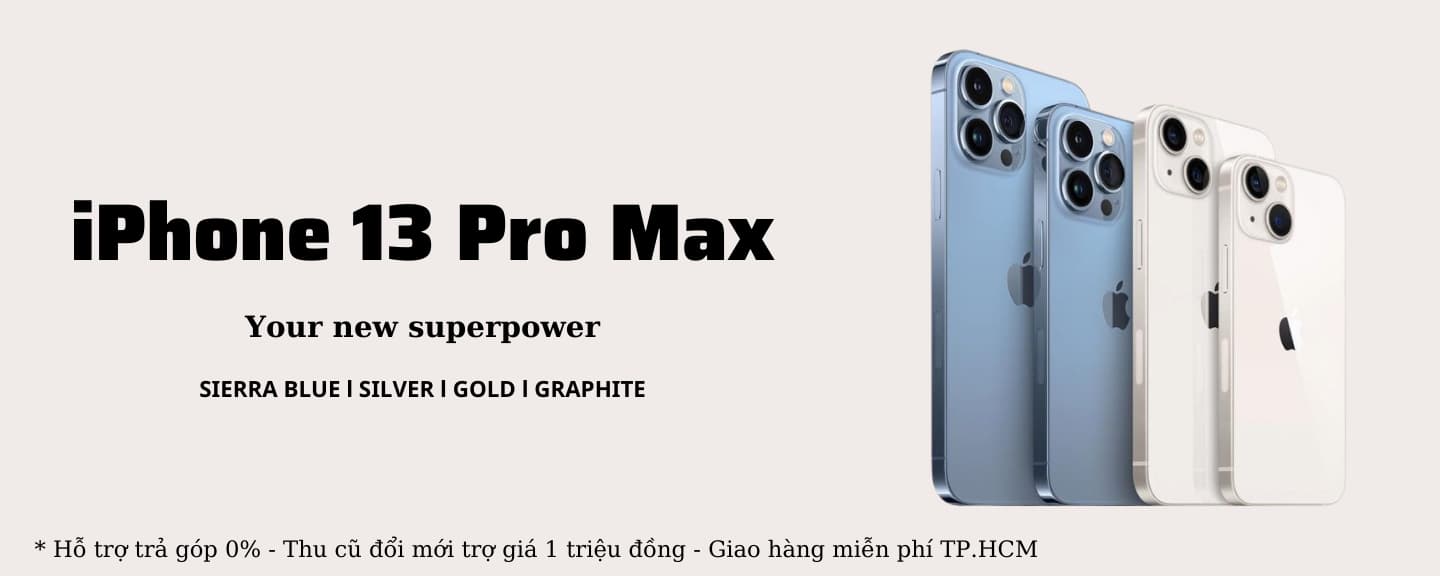 iPhone 13 Pro Max
Your new superpower
SIERRA BLUE l SILVER l GOLD l GRAPHITE
* Hỗ trợ trả góp 0% - Thu cũ đổi mới trợ giá 1 triệu đồng - Giao hàng miễn phí TP.HCM